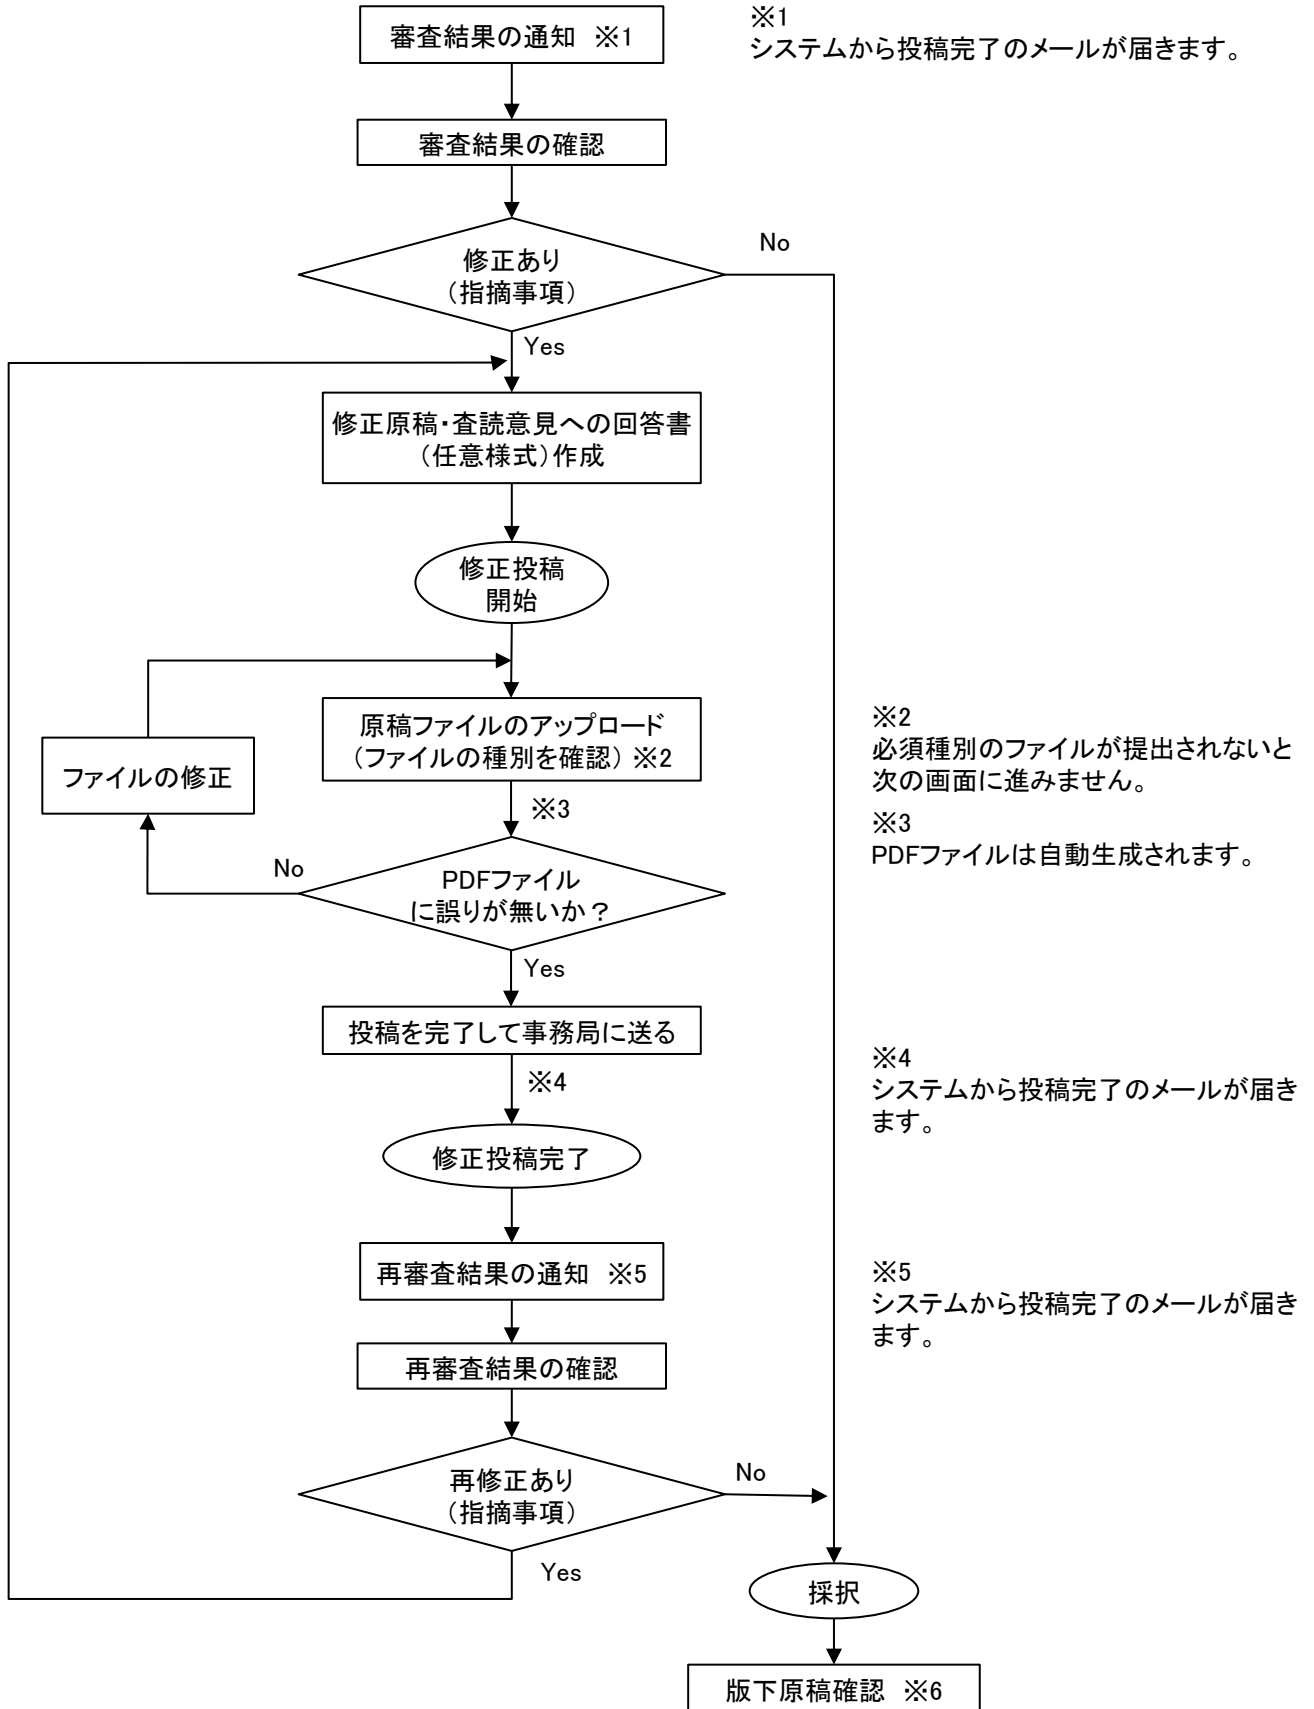 審査結果の通知　※1
※1
システムから投稿完了のメールが届きます。
審査結果の確認
修正あり
（指摘事項）
No
Yes
修正原稿・査読意見への回答書
（任意様式）作成
修正投稿
開始
原稿ファイルのアップロード
（ファイルの種別を確認）※2
ファイルの修正
※2
必須種別のファイルが提出されないと
次の画面に進みません。
※3
※3
PDFファイルは自動生成されます。
No
PDFファイル
に誤りが無いか？
Yes
投稿を完了して事務局に送る
※4
※4
システムから投稿完了のメールが届き
ます。
修正投稿完了
再審査結果の通知　※5
※5
システムから投稿完了のメールが届き
ます。
再審査結果の確認
再修正あり
（指摘事項）
No
Yes
採択
版下原稿確認　※6